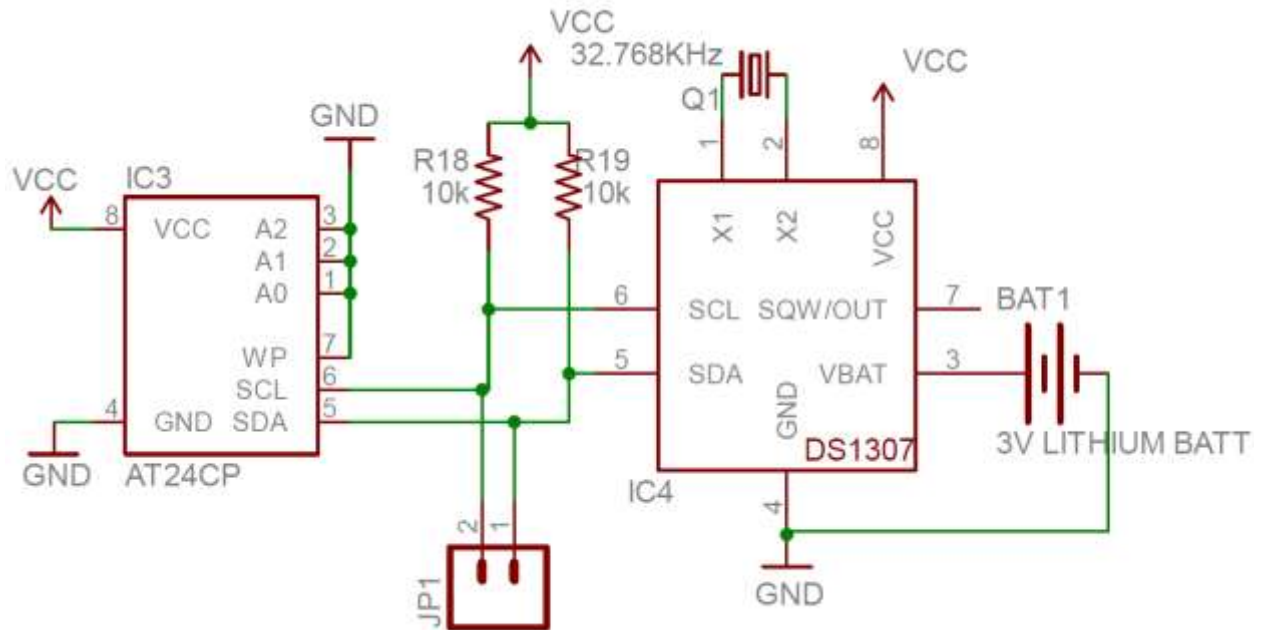 VCC
32.768KHz
Q1
VCC
GND
1
2
8
R18
10k
R19
10k
VCC
IC3
8
VCC
A2
3
A1
2
A0
1
WP
7
SCL
6
4
GND
SDA
5
GND
AT24CP
X1
X2
VCC
6
SCL
SQW/OUT
7
BAT1
5
SDA
VBAT
3
GND
DS1307
3V LITHIUM BATT
IC4
4
GND
2
1
JP1